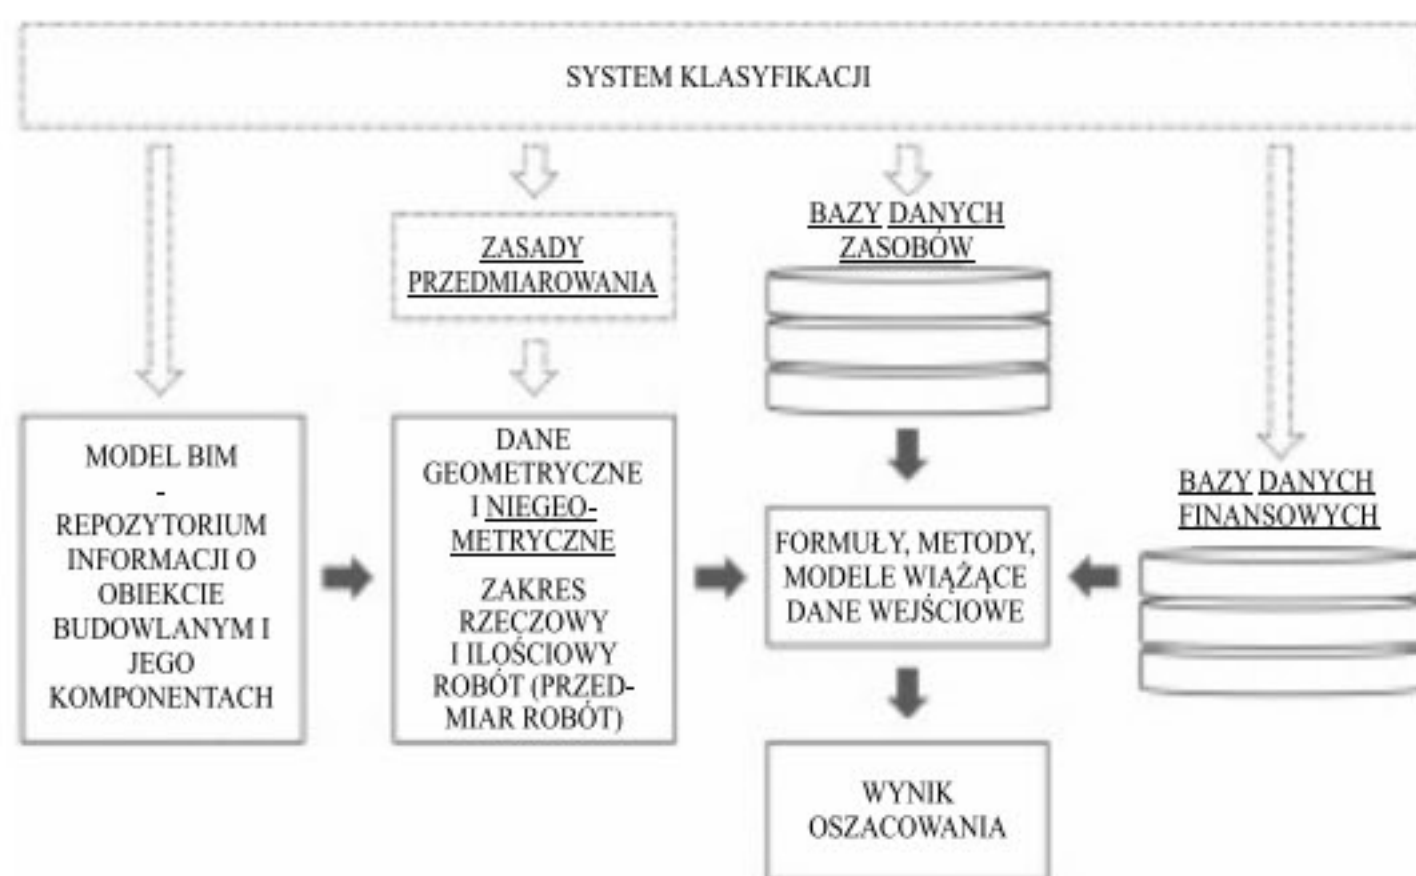 SYSTEM KLASYFIKACJI
ZASADY
PRZEDMIAROWANIA
BAZY DANYCH
ZASOBÓW
MODEL BIM
-
REPOZYTORIUM
INFORMACJI O
OBIEKCIE
BUDOWLANYM I
JEGO
KOMPONENTACH
DANE
GEOMETRYCZNE
I NIEGEO-
METRYCZNE
ZAKRES
RZECZOWY
I ILOŚCIOWY
ROBÓT (PRZED-
MIAR ROBÓT)
FORMUŁY, METODY,
MODELE WIĄŻĄCE
DANE WEJŚCIOWE
BAZY DANYCH
FINANSOWYCH
WYNIK
OSZACOWANIA